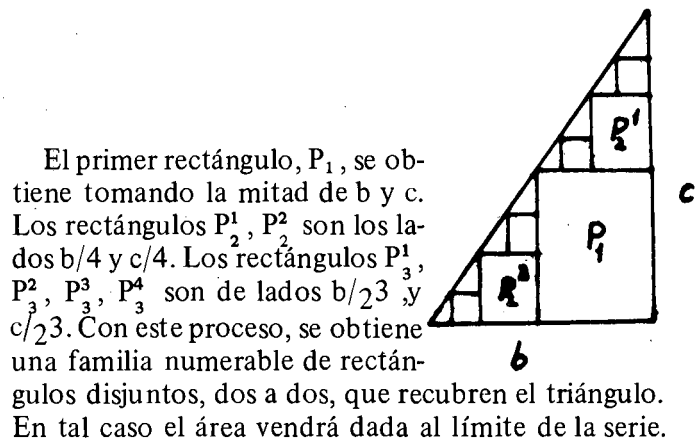 El primer rectángulo, P₁, se ob-
tiene tomando la mitad de b y c.
Los rectángulos P¹₂, P²₂ son los la-
dos b/4 y c/4. Los rectángulos P¹₃,
P²₃, P³₃, P⁴₃ son de lados b/₂3 ,y
c/₂3. Con este proceso, se obtiene
una familia numerable de rectán-
gulos disjuntos, dos a dos, que recubren el triángulo.
En tal caso el área vendrá dada al límite de la serie.
P¹₂
c
P₁
P²₂
b